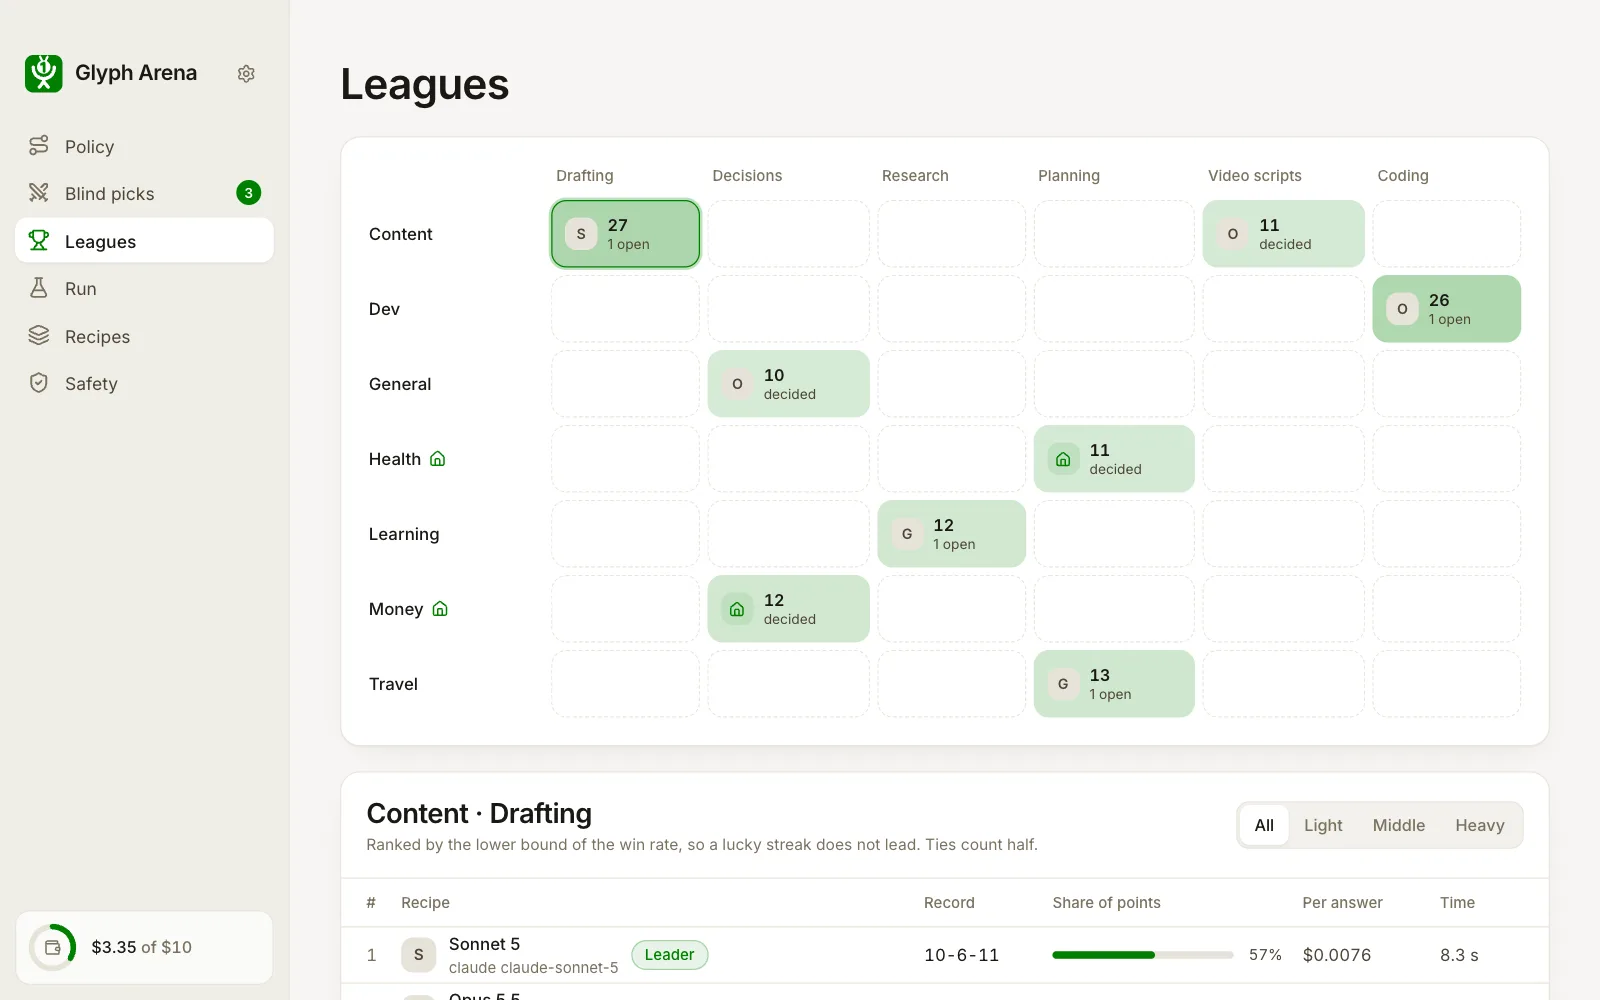 Glyph Arena
Policy
Blind picks
3
Leagues
Run
Recipes
Safety
$3.35 of $10
Leagues
Drafting
Decisions
Research
Planning
Video scripts
Coding
Content
S
27
1 open
O
11
decided
Dev
O
26
1 open
General
O
10
decided
Health
11
decided
Learning
G
12
1 open
Money
12
decided
Travel
G
13
1 open
Content · Drafting
Ranked by the lower bound of the win rate, so a lucky streak does not lead. Ties count half.
All
Light
Middle
Heavy
#
Recipe
Record
Share of points
Per answer
Time
1
S
Sonnet 5
claude claude-sonnet-5
Leader
10-6-11
57%
$0.0076
8.3 s